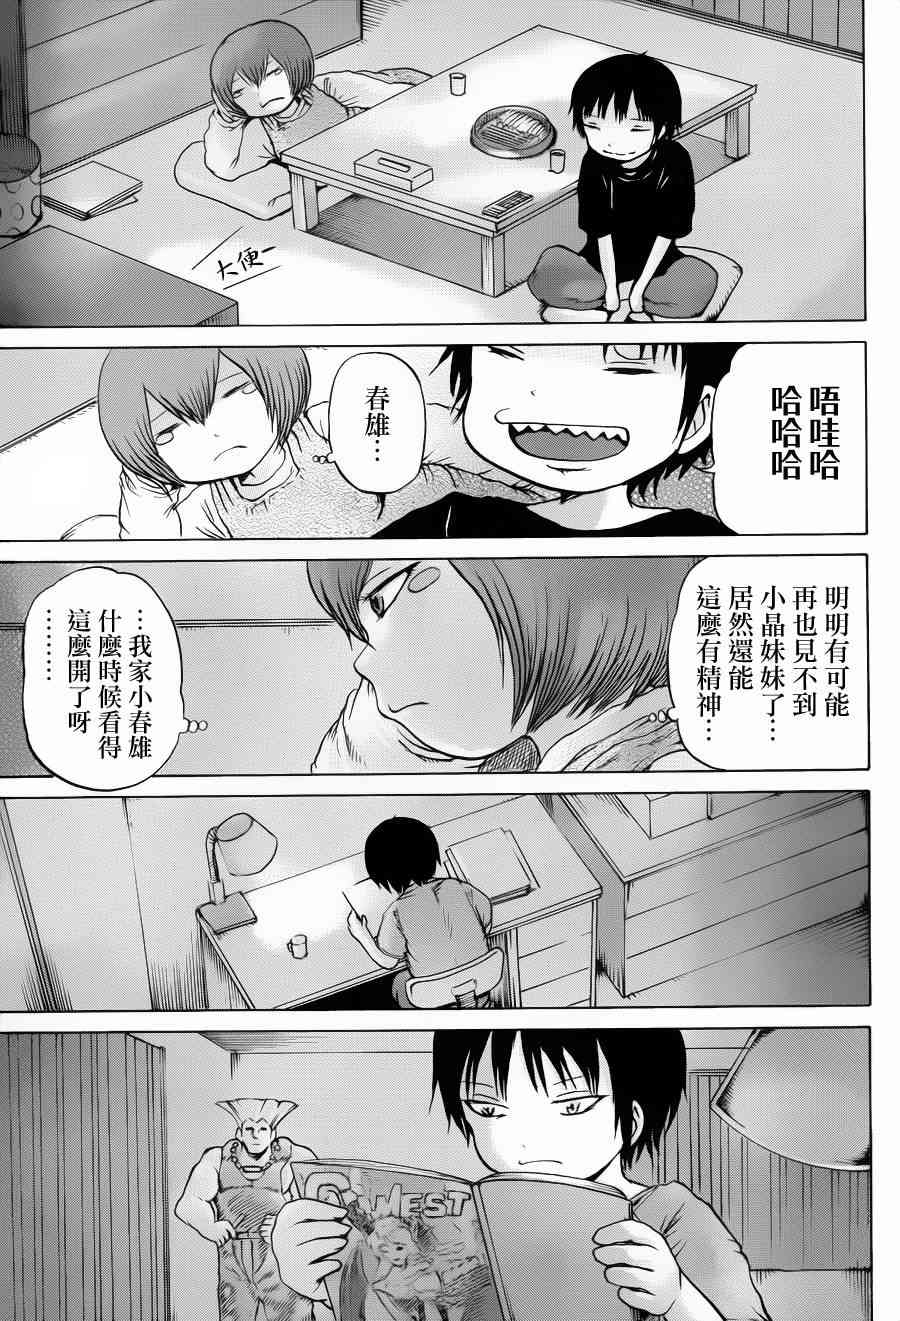 大便一
唔哇哈
哈哈哈
春雄…
明明有可能
再也見不到
小晶妹妹了…
居然還能
這麼有精神…
…我家小春雄
什麼時候看得
這麼開了呀
………
MEST